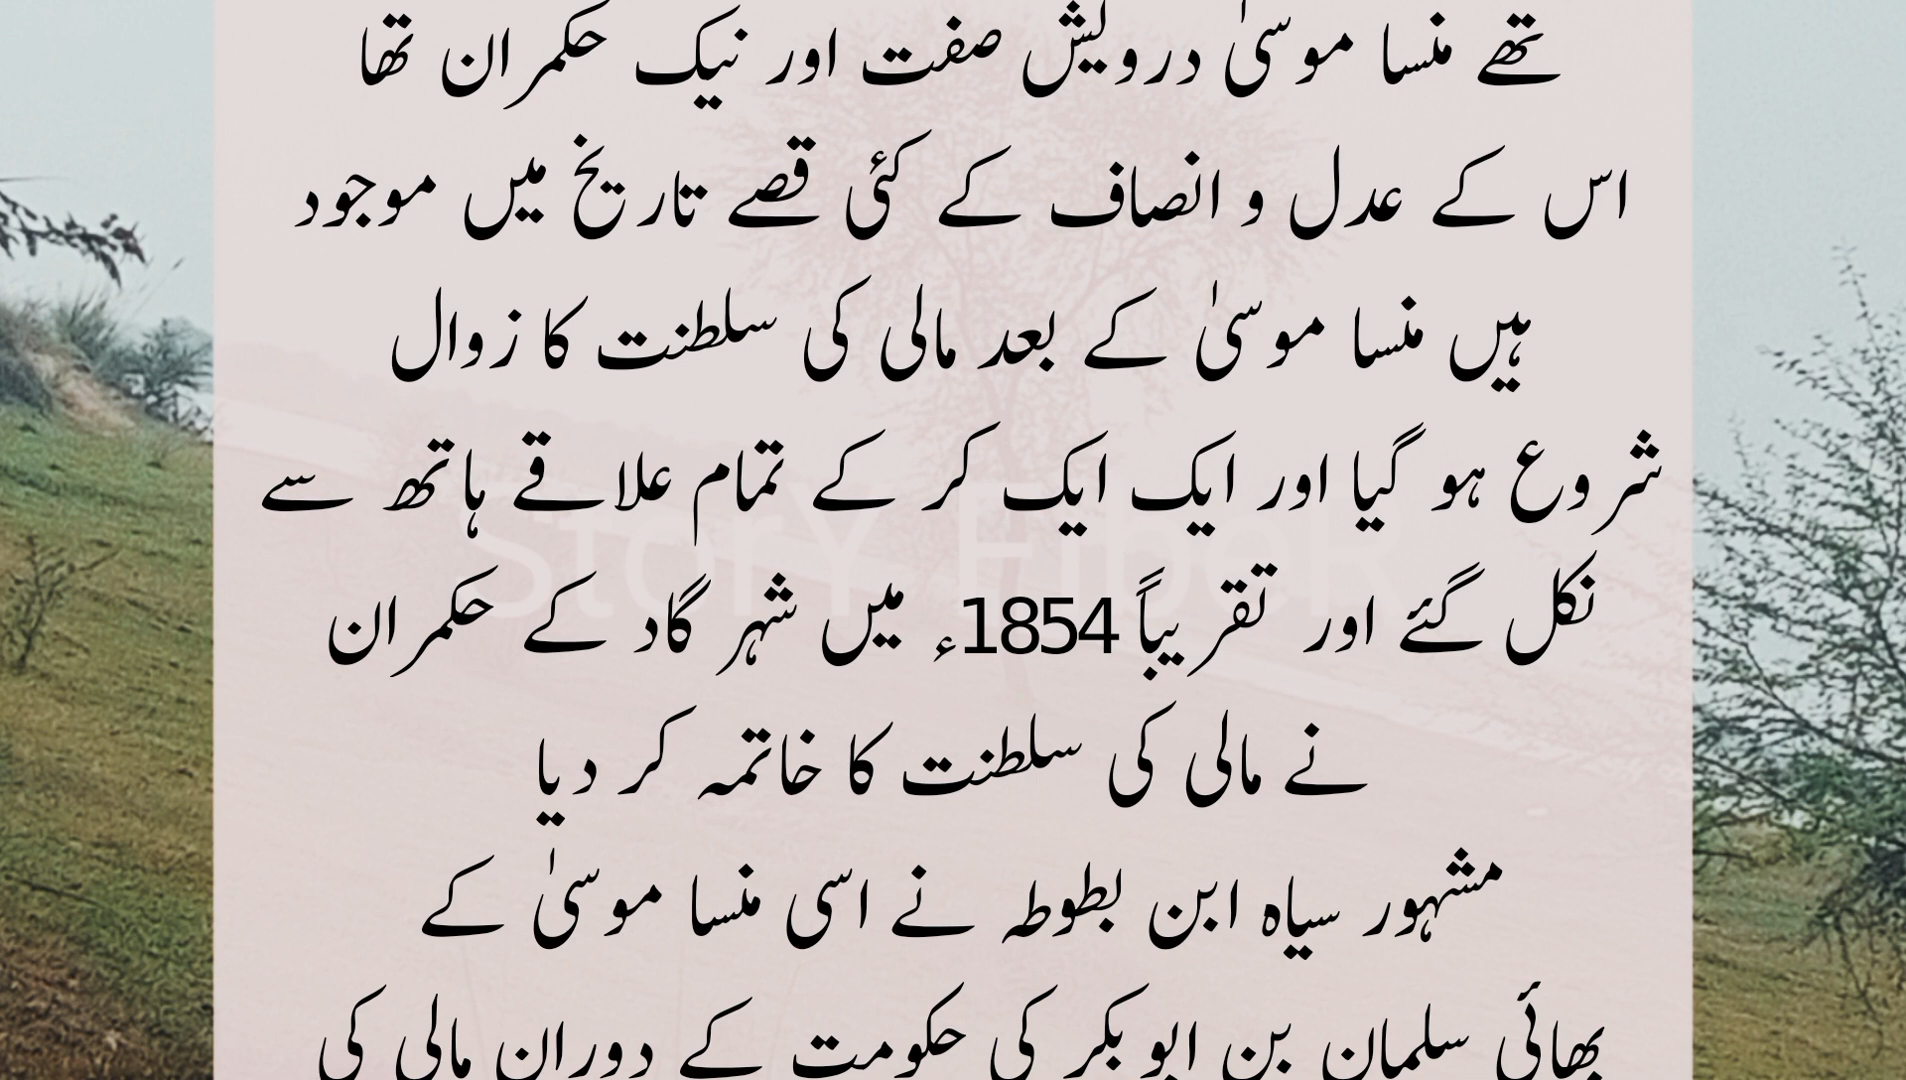 تھے منسا موسیٰ درویش صفت اور نیک حکمران تھا
اس کے عدل و انصاف کے کئی قصے تاریخ میں موجود
ہیں منسا موسیٰ کے بعد مالی کی سلطنت کا زوال
شروع ہو گیا اور ایک ایک کر کے تمام علاقے ہاتھ سے
نکل گئے اور تقریباً 1854ء میں شہر گاد کے حکمران
نے مالی کی سلطنت کا خاتمہ کر دیا
مشہور سیاہ ابن بطوطہ نے اسی منسا موسیٰ کے
بھائی سلمان بن ابو بکر کی حکومت کے دوران مالی کی
StorY Fiber